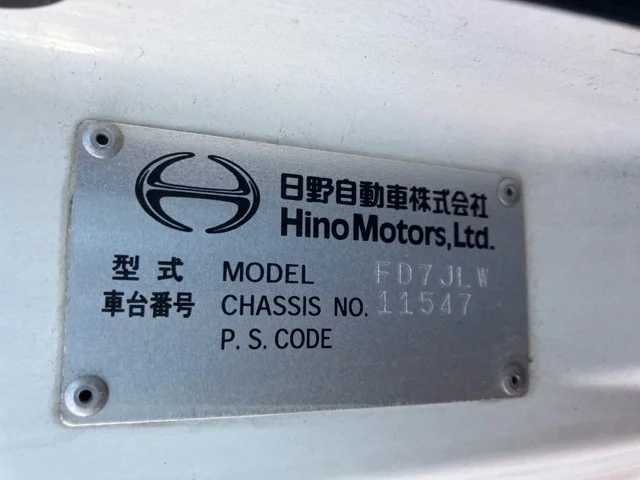 日野自動車株式会社
Hino Motors, Ltd.
型式 MODEL FD7JLW
車台番号 CHASSIS NO. 11547
P. S. CODE